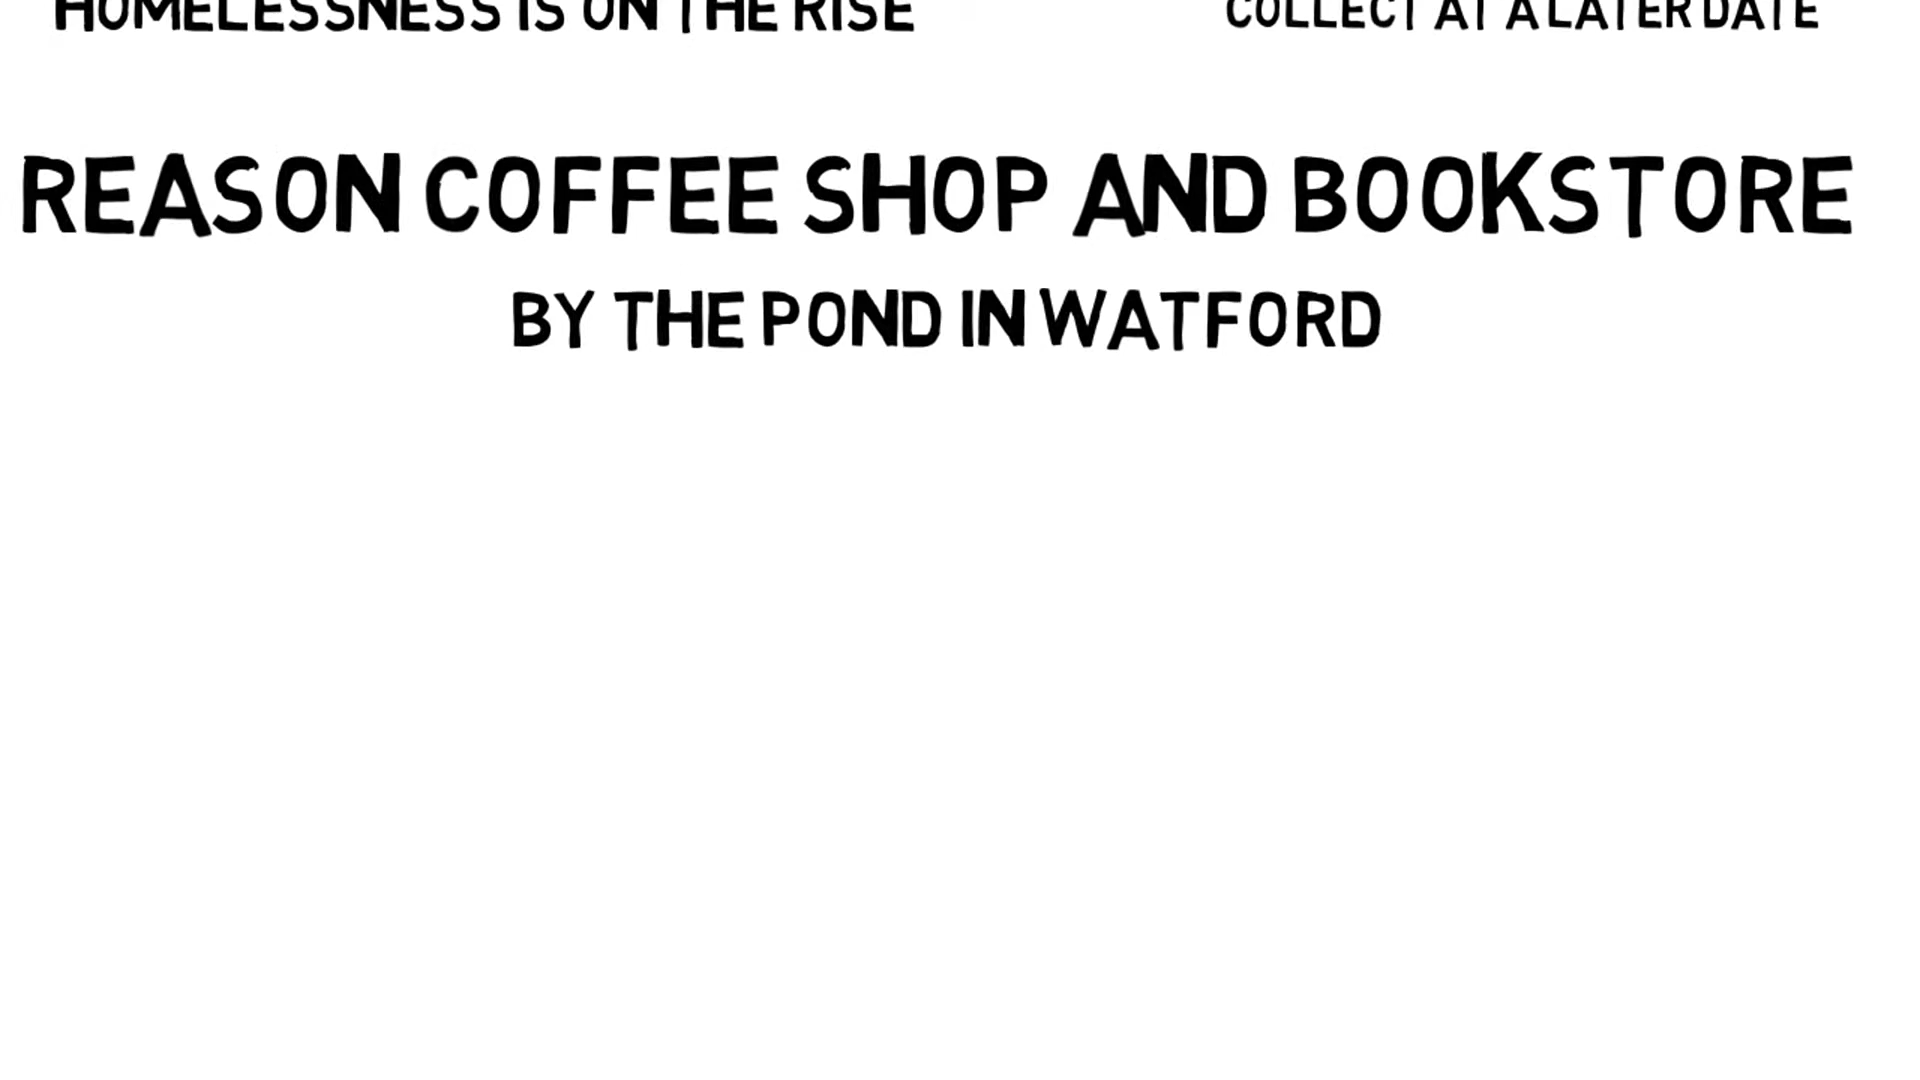 HOMELESSNESS IS ON THE RISE
COLLECT AT A LATER DATE
REASON COFFEE SHOP AND BOOKSTORE
BY THE POND IN WATFORD